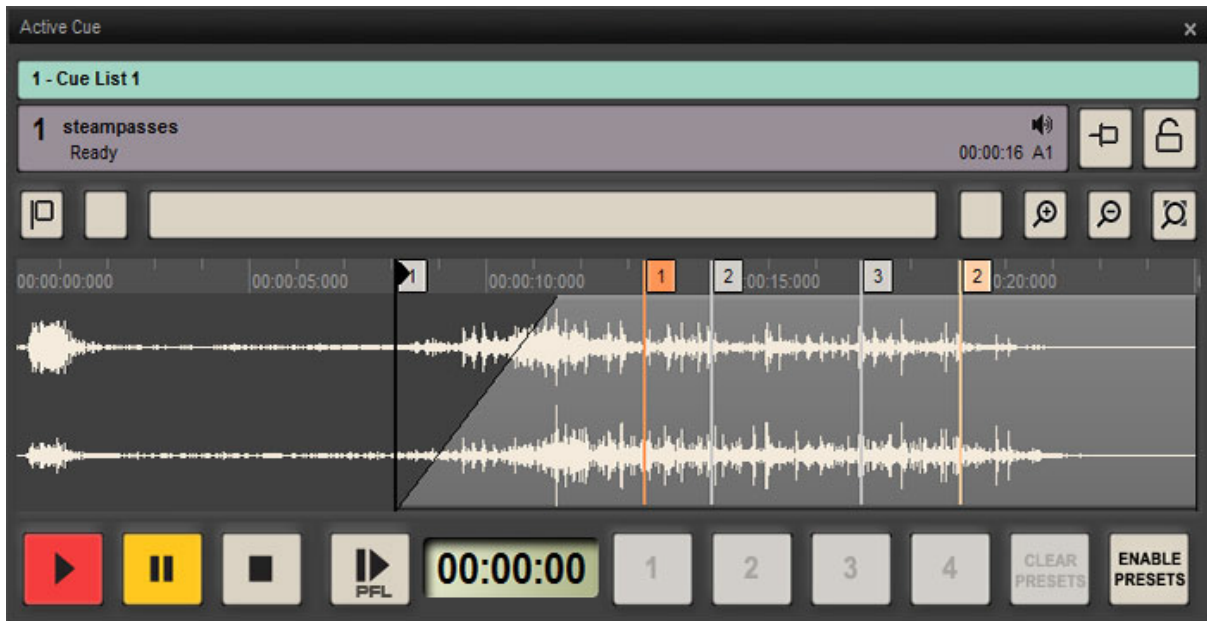 Active Cue
1 - Cue List 1
1 steampasses
Ready
00:00:16 A1
00:00:00:000 00:00:05:000 1 00:00:10:000 1 2 :00:15:000 3 2 0:20:000
PFL
00:00:00
1 2 3 4
CLEAR PRESETS
ENABLE PRESETS